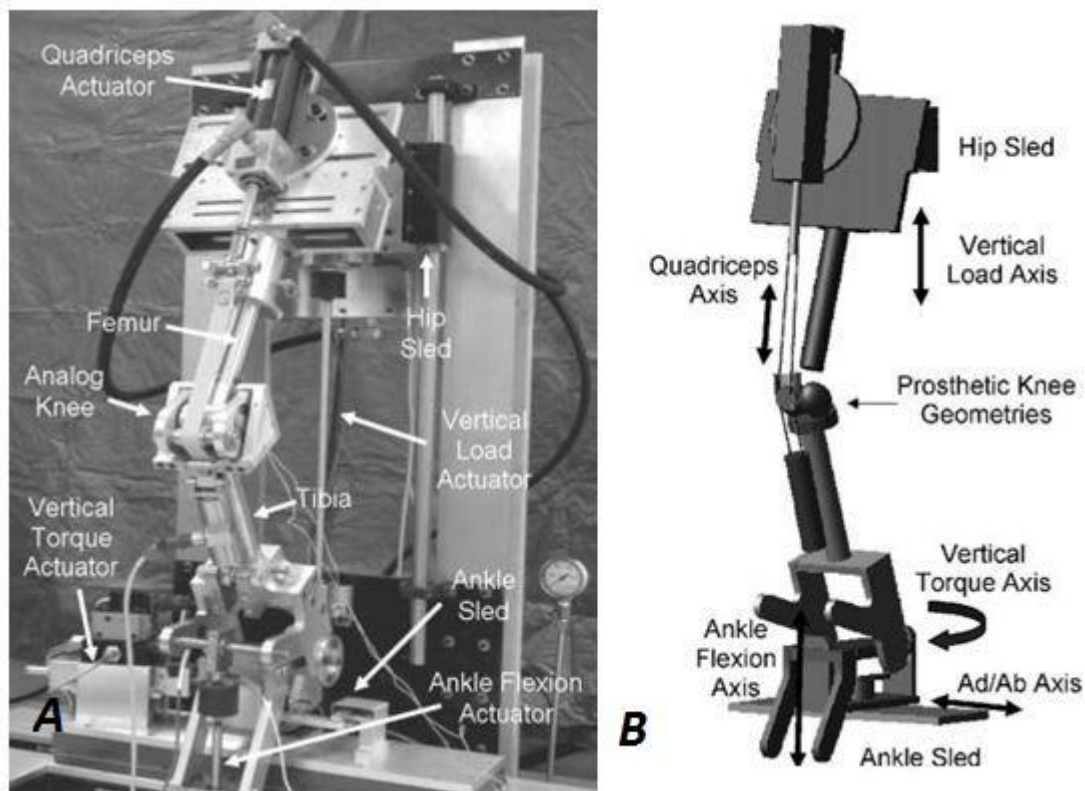 Quadriceps
Actuator
Femur
Analog
Knee
Hip
Sled
Vertical
Load
Actuator
Vertical
Torque
Actuator
Tibia
Ankle
Sled
Ankle Flexion
Actuator
A
Hip Sled
Quadriceps
Axis
Vertical
Load Axis
Prosthetic Knee
Geometries
Vertical
Torque Axis
Ankle
Flexion
Axis
Ad/Ab Axis
Ankle Sled
B